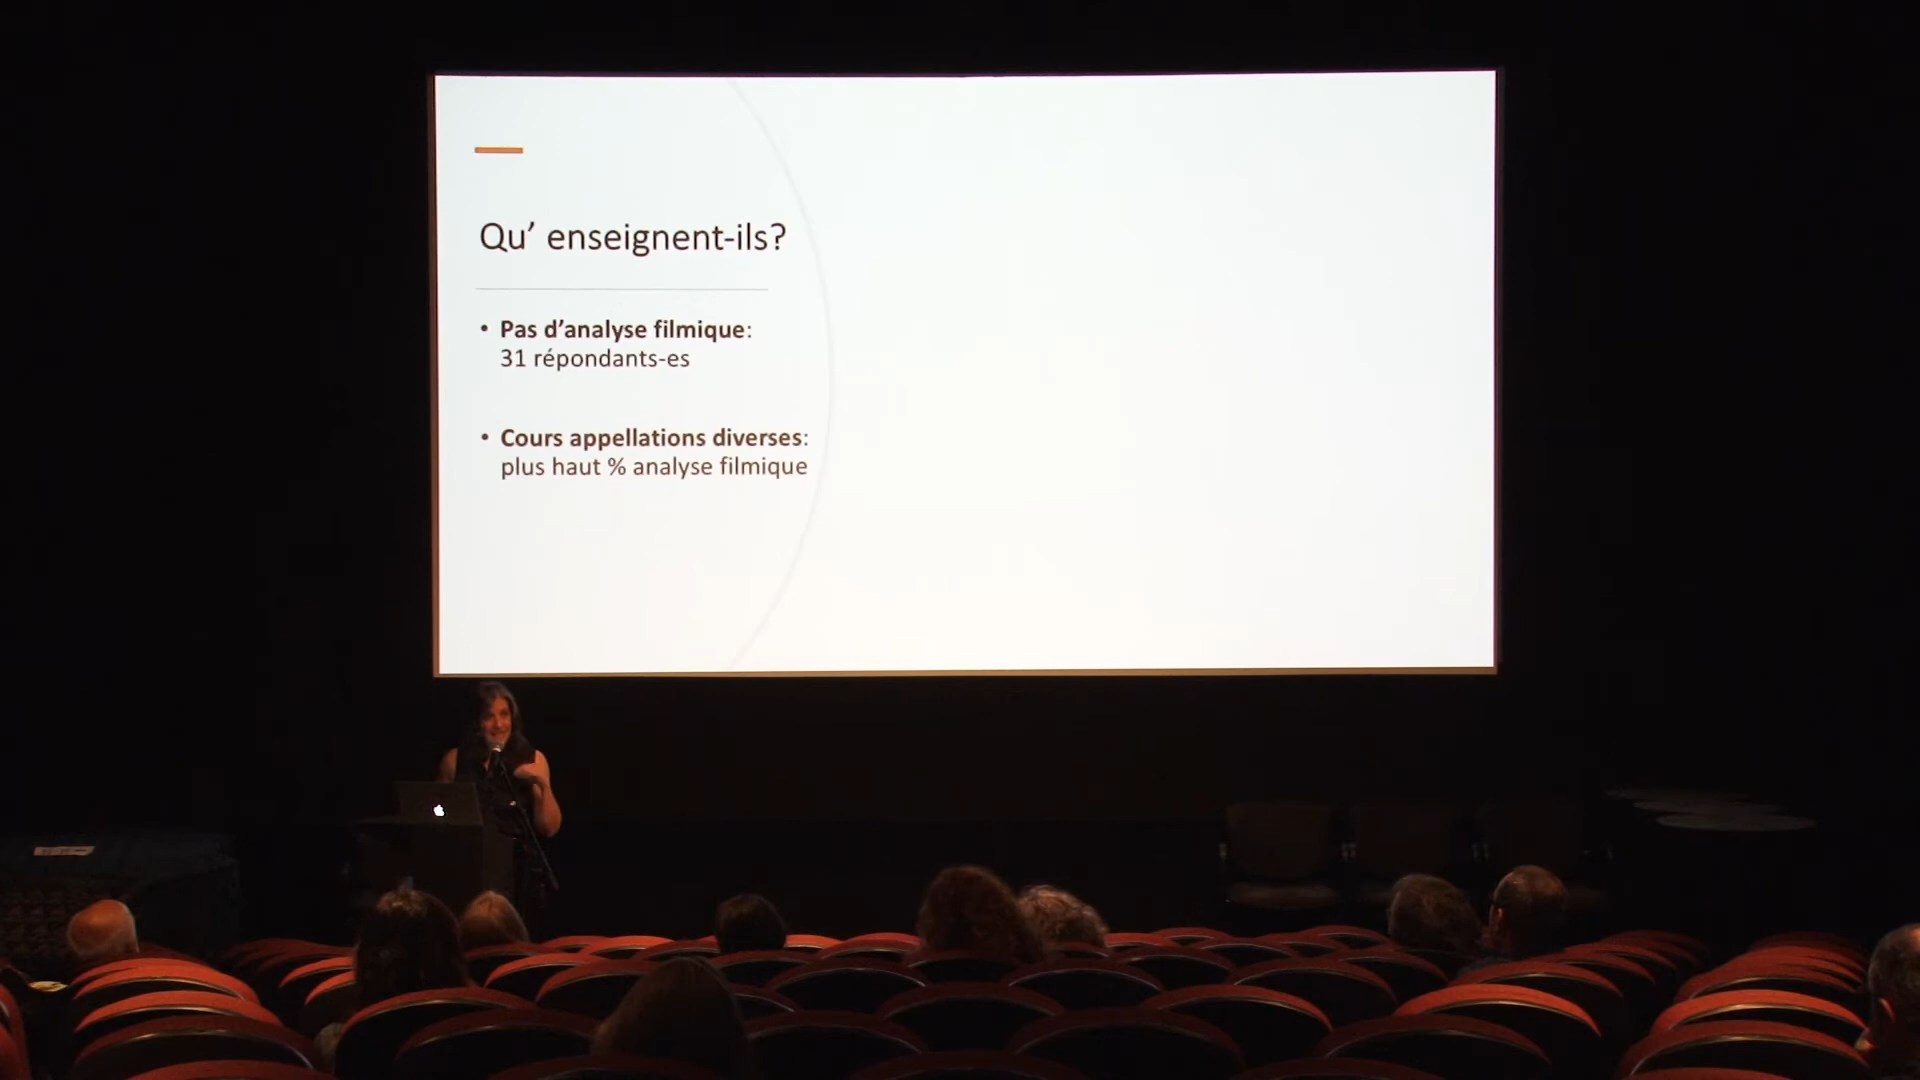 Qu’ enseignent-ils?
• Pas d’analyse filmique:
31 répondants-es
• Cours appellations diverses:
plus haut % analyse filmique